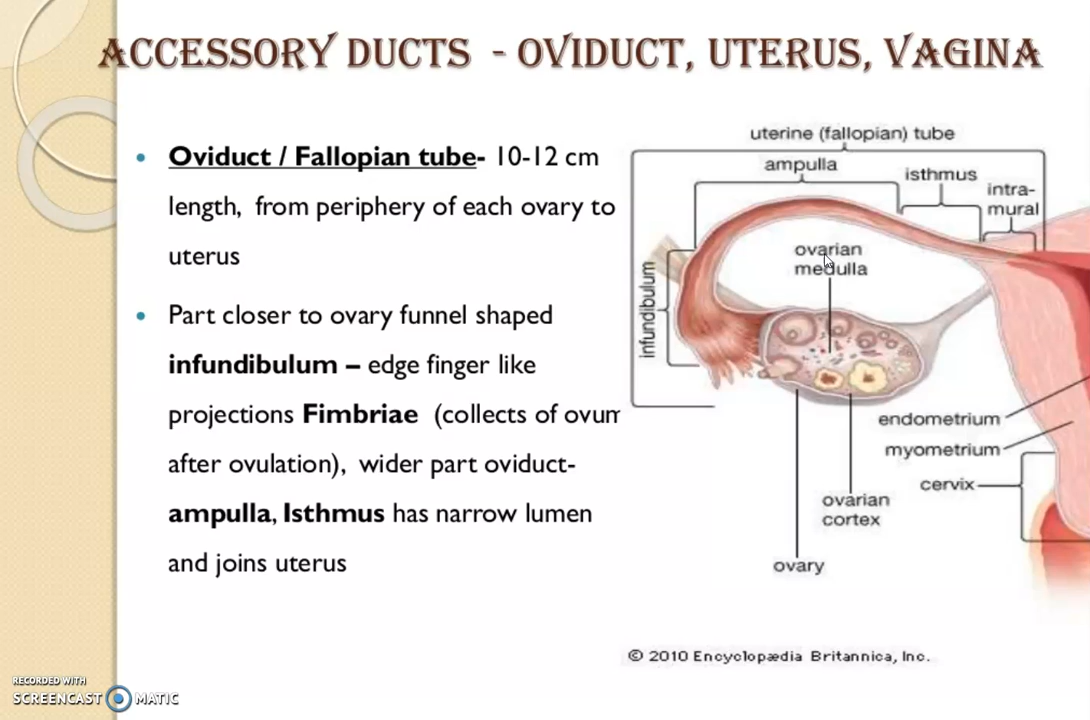 ACCESSORY DUCTS - OVIDUCT, UTERUS, VAGINA
• Oviduct / Fallopian tube- 10-12 cm
length, from periphery of each ovary to
uterus
• Part closer to ovary funnel shaped
infundibulum – edge finger like
projections Fimbriae (collects of ovum
after ovulation), wider part oviduct-
ampulla, Isthmus has narrow lumen
and joins uterus
uterine (fallopian) tube
ampulla
isthmus
intra-
mural
ovarian
medulla
infundibulum
endometrium
myometrium
cervix
ovarian
cortex
ovary
© 2010 Encyclopædia Britannica, Inc.
RECORDED WITH
SCREENCAST MATIC